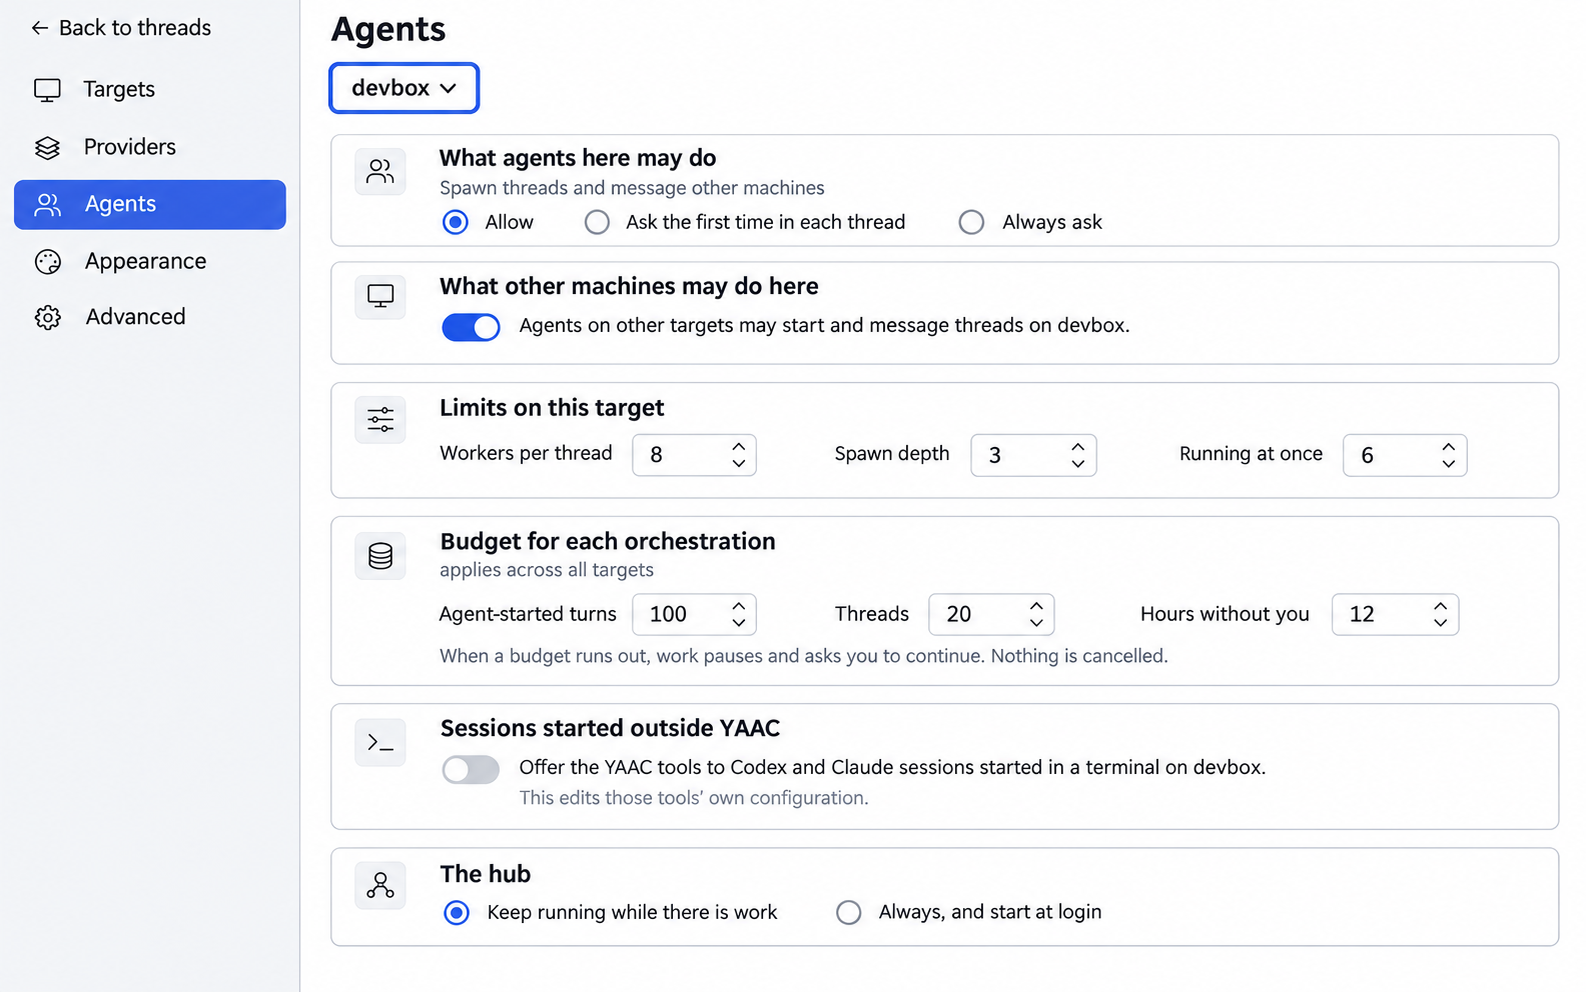 Back to threads
Targets
Providers
Agents
Appearance
Advanced
Agents
devbox
What agents here may do
Spawn threads and message other machines
Allow Ask the first time in each thread Always ask
What other machines may do here
Agents on other targets may start and message threads on devbox.
Limits on this target
Workers per thread 8 Spawn depth 3 Running at once 6
Budget for each orchestration
applies across all targets
Agent-started turns 100 Threads 20 Hours without you 12
When a budget runs out, work pauses and asks you to continue. Nothing is cancelled.
Sessions started outside YAAC
Offer the YAAC tools to Codex and Claude sessions started in a terminal on devbox.
This edits those tools’ own configuration.
The hub
Keep running while there is work Always, and start at login